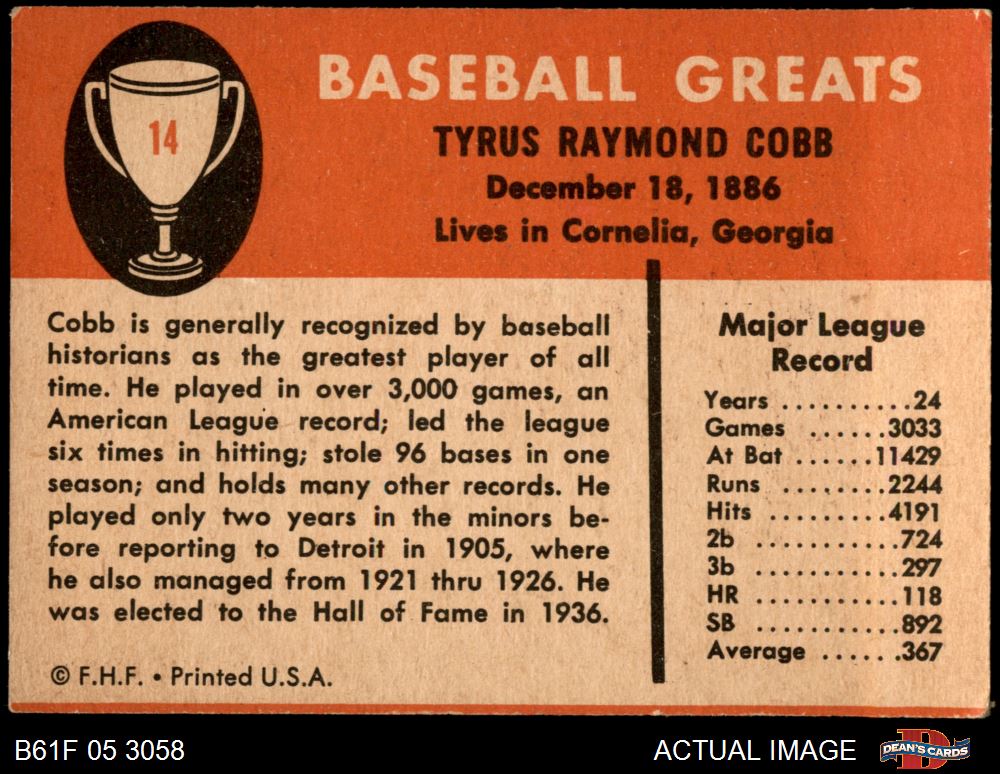 14
BASEBALL GREATS
TYRUS RAYMOND COBB
December 18, 1886
Lives in Cornelia, Georgia
Cobb is generally recognized by baseball
historians as the greatest player of all
time. He played in over 3,000 games, an
American League record; led the league
six times in hitting; stole 96 bases in one
season; and holds many other records. He
played only two years in the minors be-
fore reporting to Detroit in 1905, where
he also managed from 1921 thru 1926. He
was elected to the Hall of Fame in 1936.
© F.H.F. • Printed U.S.A.
Major League
Record
Years ..........24
Games ......3033
At Bat ......11429
Runs ........2244
Hits .........4191
2b ..........724
3b ..........297
HR ..........118
SB ..........892
Average ......367
B61F 05 3058
ACTUAL IMAGE
D
DEAN'S CARDS